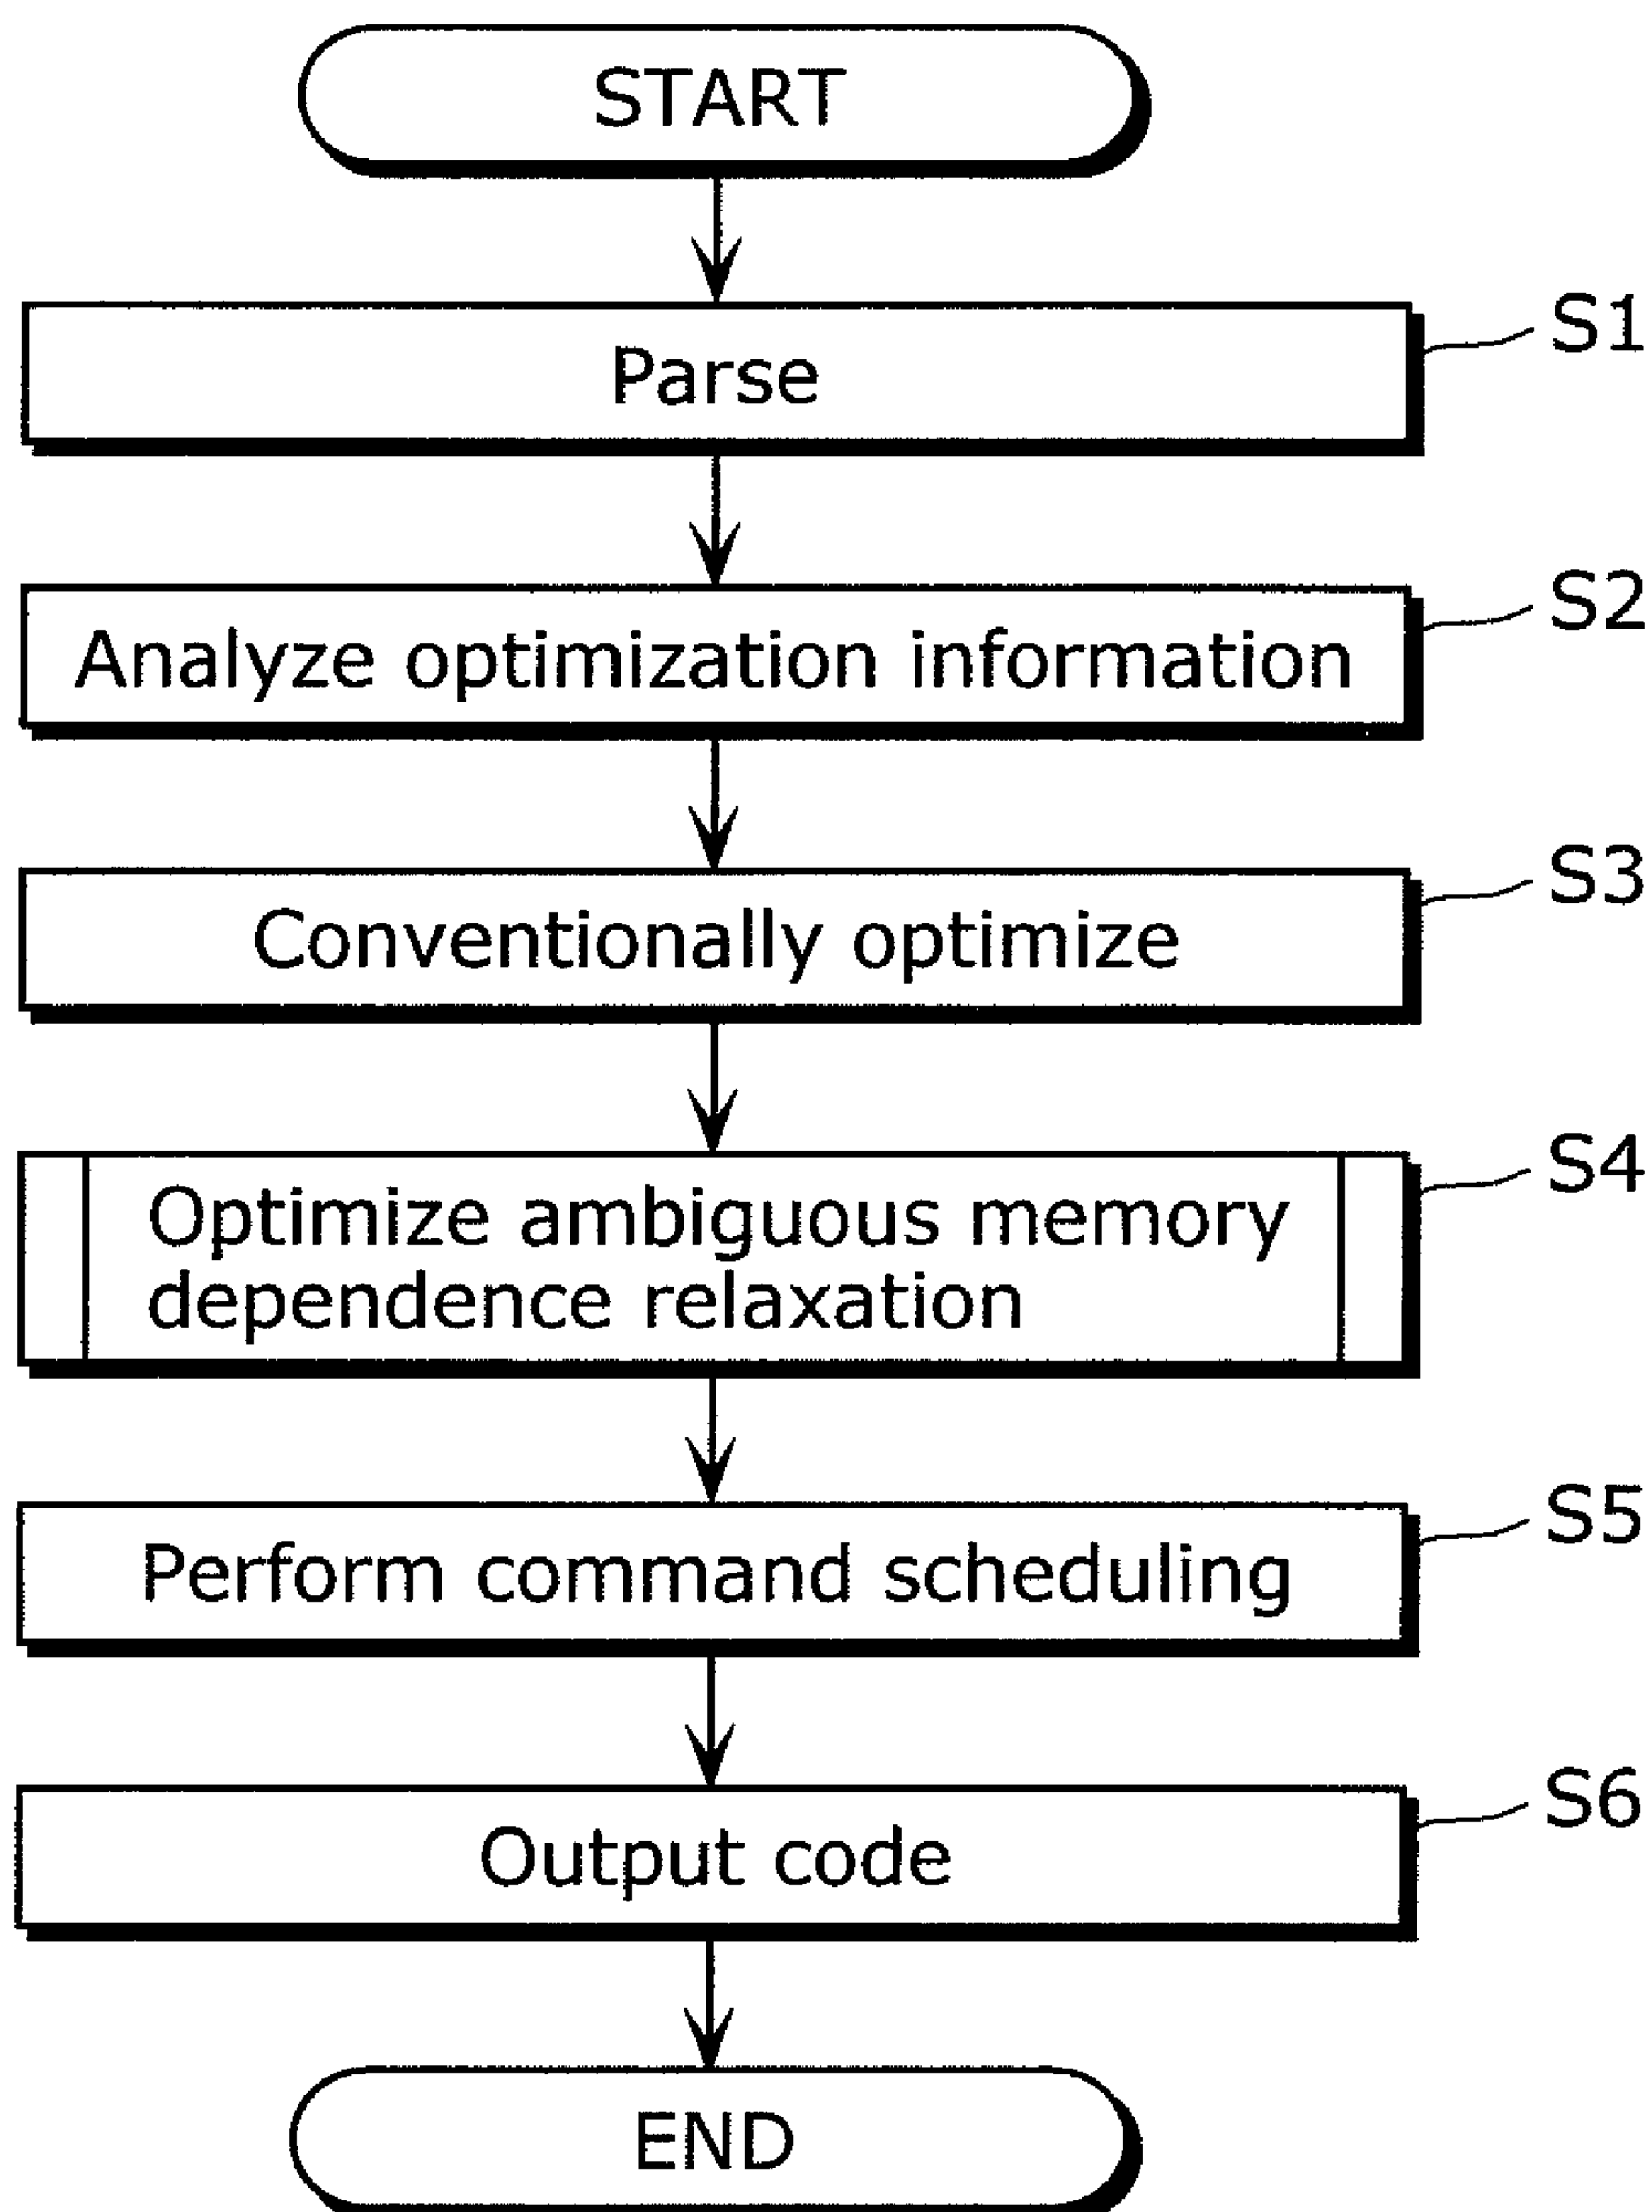 START
Parse
S1
Analyze optimization information
S2
Conventionally optimize
S3
Optimize ambiguous memory
dependence relaxation
S4
Perform command scheduling
S5
Output code
S6
END